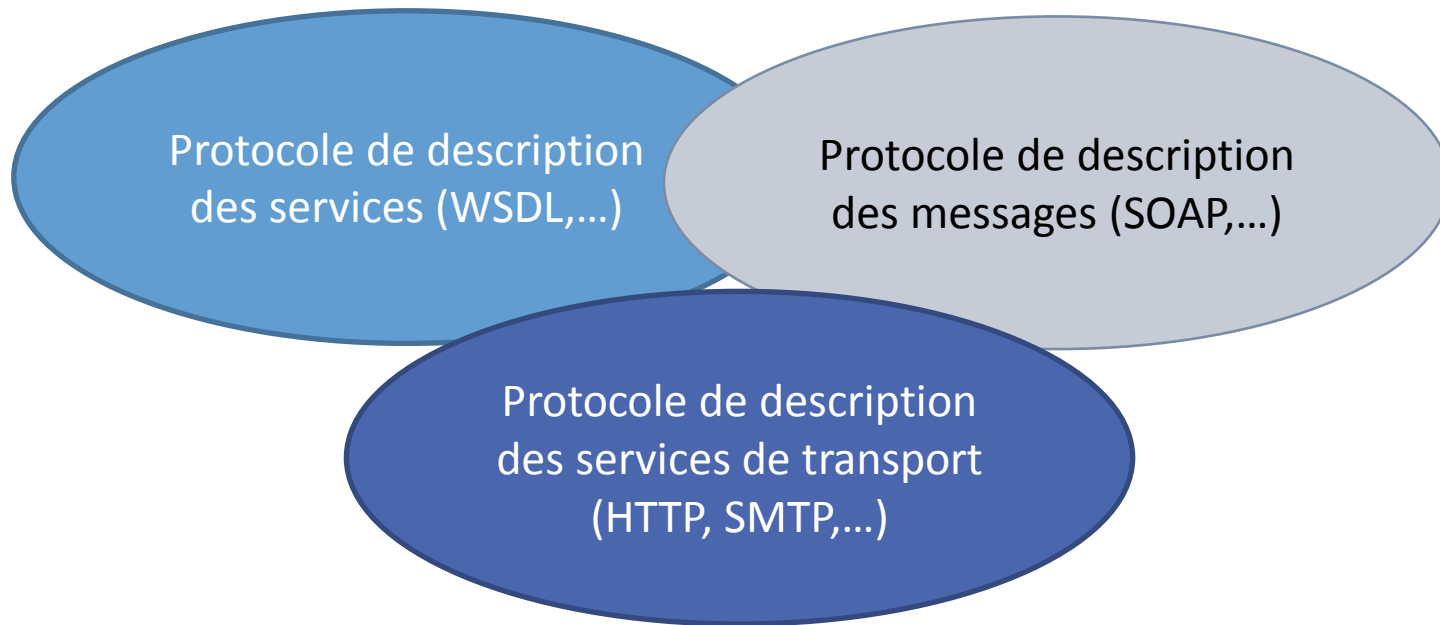 Protocole de description
des services (WSDL,...)
Protocole de description
des messages (SOAP,...)
Protocole de description
des services de transport
(HTTP, SMTP,...)